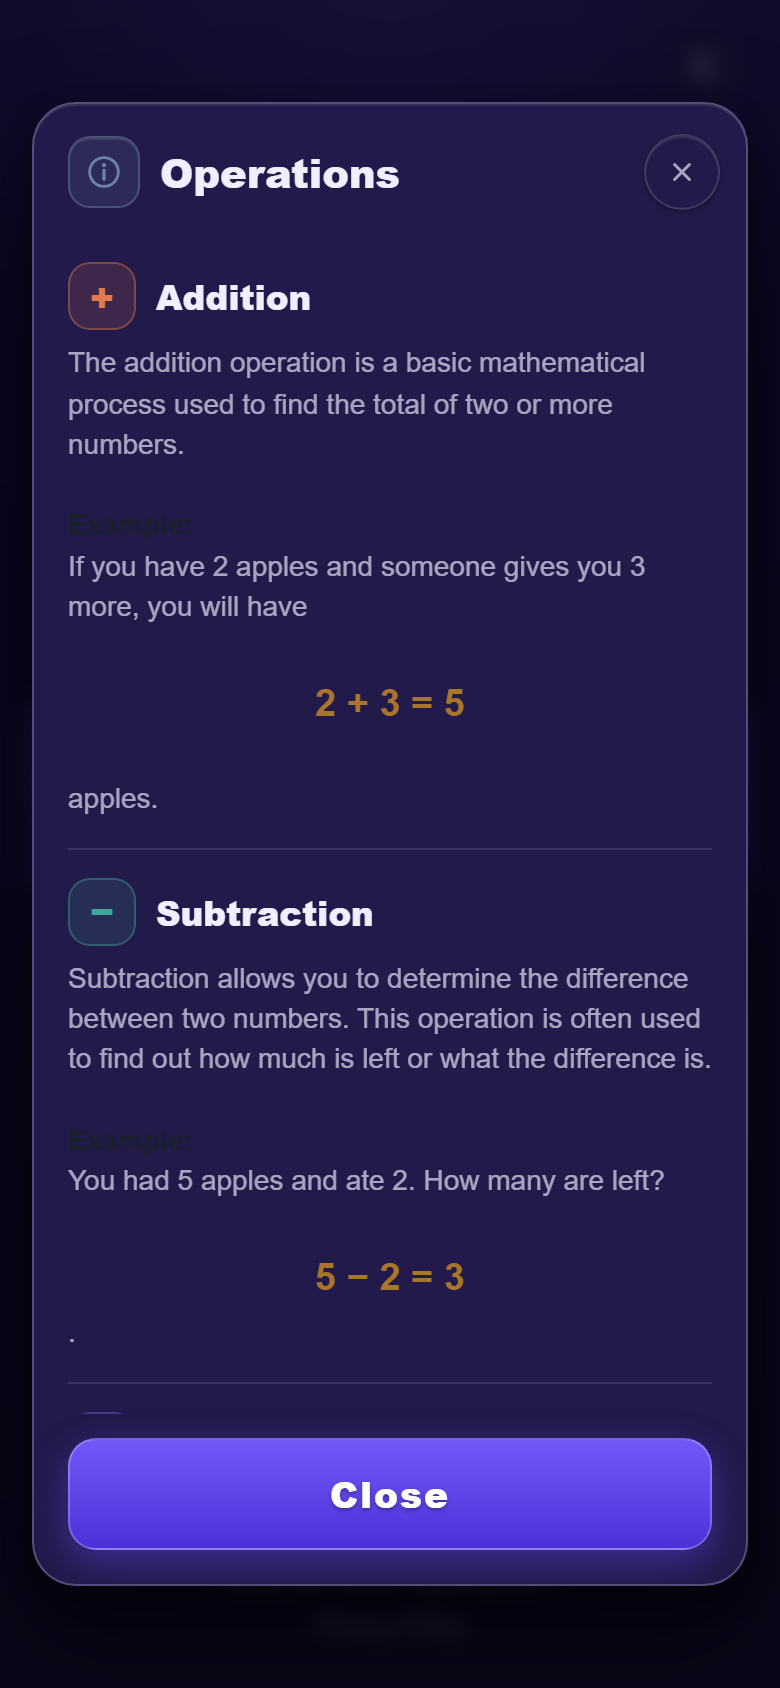 Operations
Addition
The addition operation is a basic mathematical
process used to find the total of two or more
numbers.
Example:
If you have 2 apples and someone gives you 3
more, you will have
2 + 3 = 5
apples.
Subtraction
Subtraction allows you to determine the difference
between two numbers. This operation is often used
to find out how much is left or what the difference is.
Example:
You had 5 apples and ate 2. How many are left?
5 − 2 = 3
.
Close